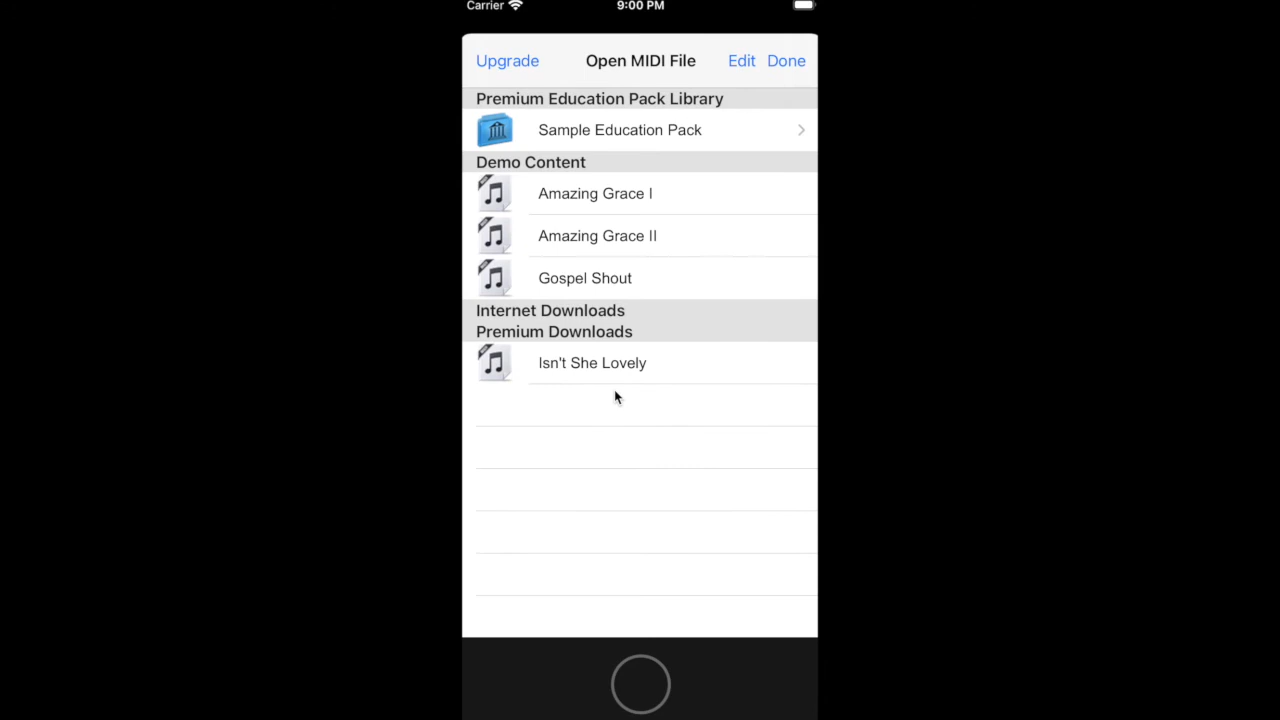 Carrier 9:00 PM
Upgrade Open MIDI File Edit Done
Premium Education Pack Library
Sample Education Pack
Demo Content
Amazing Grace I
Amazing Grace II
Gospel Shout
Internet Downloads
Premium Downloads
Isn't She Lovely